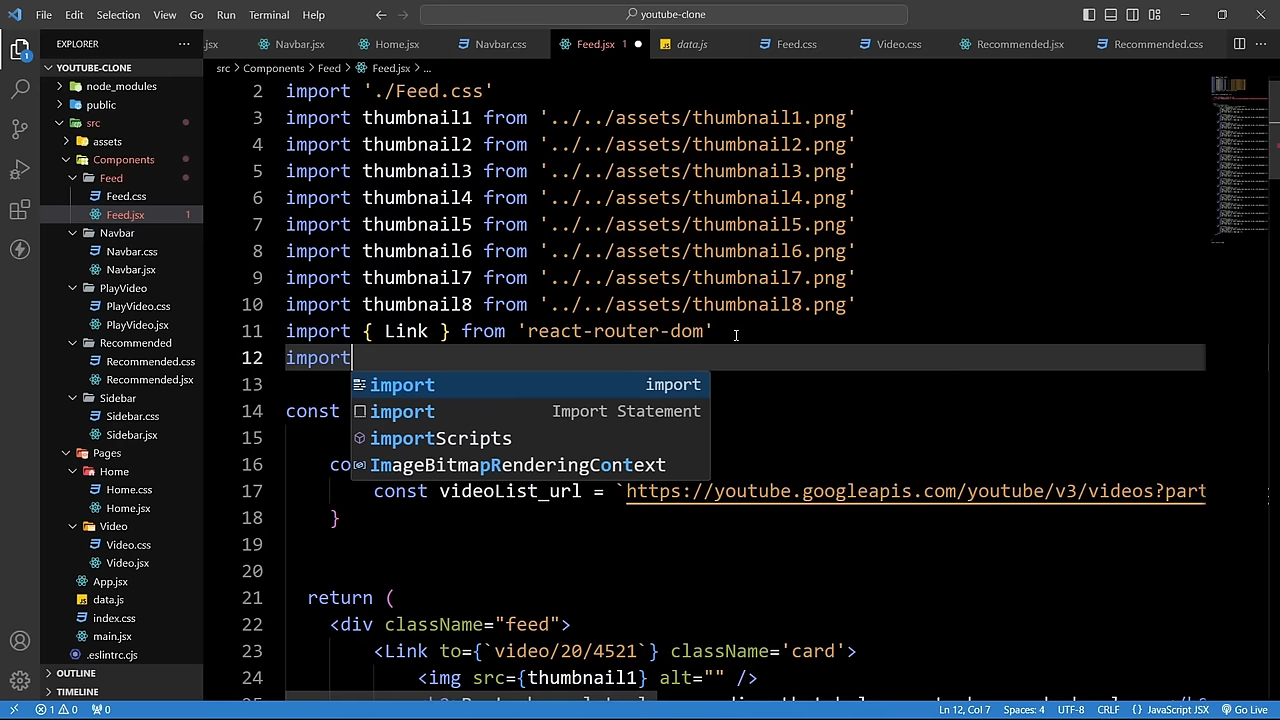 File Edit Selection View Go Run Terminal Help
youtube-clone
EXPLORER
.jsx Navbar.jsx Home.jsx Navbar.css Feed.jsx 1 data.js Feed.css Video.css Recommended.jsx Recommended.css
YOUTUBE-CLONE
src > Components > Feed > Feed.jsx > ...
node_modules
public
src
assets
Components
Feed
Feed.css
Feed.jsx 1
Navbar
Navbar.css
Navbar.jsx
PlayVideo
PlayVideo.css
PlayVideo.jsx
Recommended
Recommended.css
Recommended.jsx
Sidebar
Sidebar.css
Sidebar.jsx
Pages
Home
Home.css
Home.jsx
Video
Video.css
Video.jsx
App.jsx
data.js
index.css
main.jsx
.eslintrc.cjs
OUTLINE
TIMELINE
2 import './Feed.css'
3 import thumbnail1 from '../../assets/thumbnail1.png'
4 import thumbnail2 from '../../assets/thumbnail2.png'
5 import thumbnail3 from '../../assets/thumbnail3.png'
6 import thumbnail4 from '../../assets/thumbnail4.png'
7 import thumbnail5 from '../../assets/thumbnail5.png'
8 import thumbnail6 from '../../assets/thumbnail6.png'
9 import thumbnail7 from '../../assets/thumbnail7.png'
10 import thumbnail8 from '../../assets/thumbnail8.png'
11 import { Link } from 'react-router-dom'
12 import
import import
import Import Statement
importScripts
ImageBitmapRenderingContext
13
14 const
15
16 co
17 const videoList_url = `https://youtube.googleapis.com/youtube/v3/videos?part
18 }
19
20
21 return (
22 <div className="feed">
23 <Link to={`video/20/4521`} className='card'>
24 <img src={thumbnail1} alt="" />
1 0 0 Ln 12, Col 7 Spaces: 4 UTF-8 CRLF {} JavaScript JSX Go Live
1